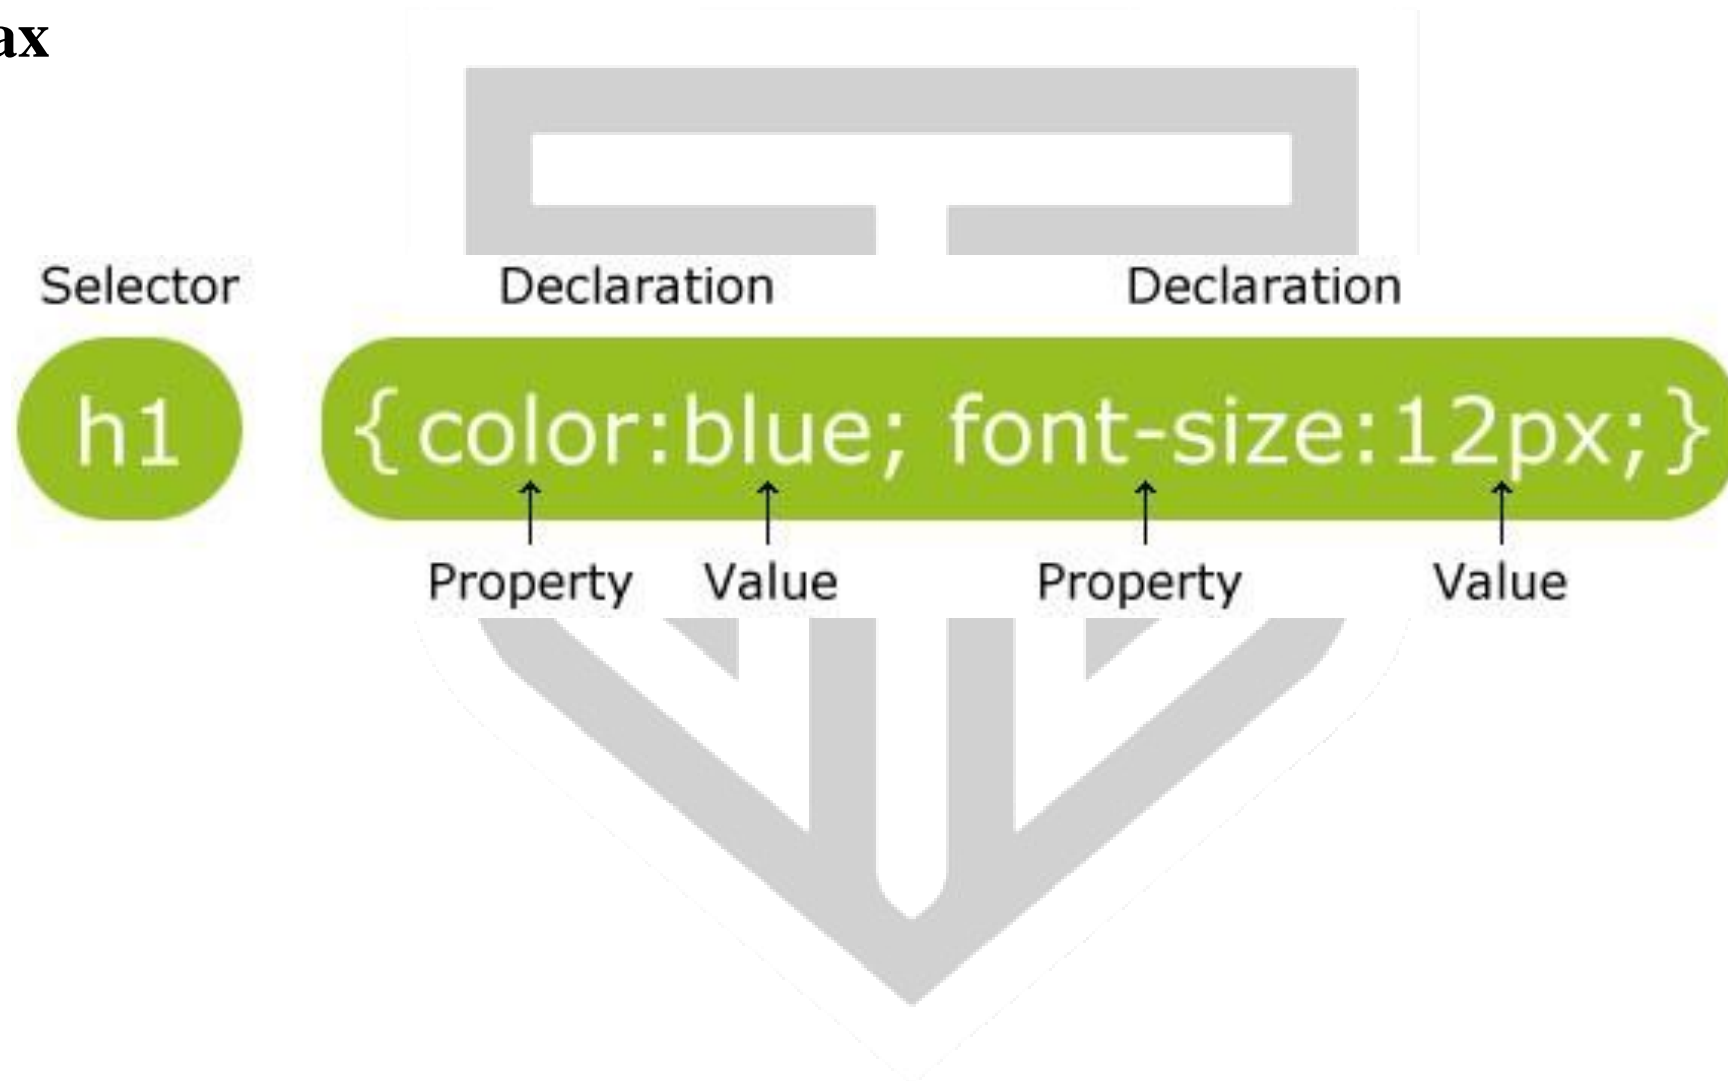 ax
Selector Declaration Declaration
h1 {color:blue; font-size:12px;}
Property Value Property Value